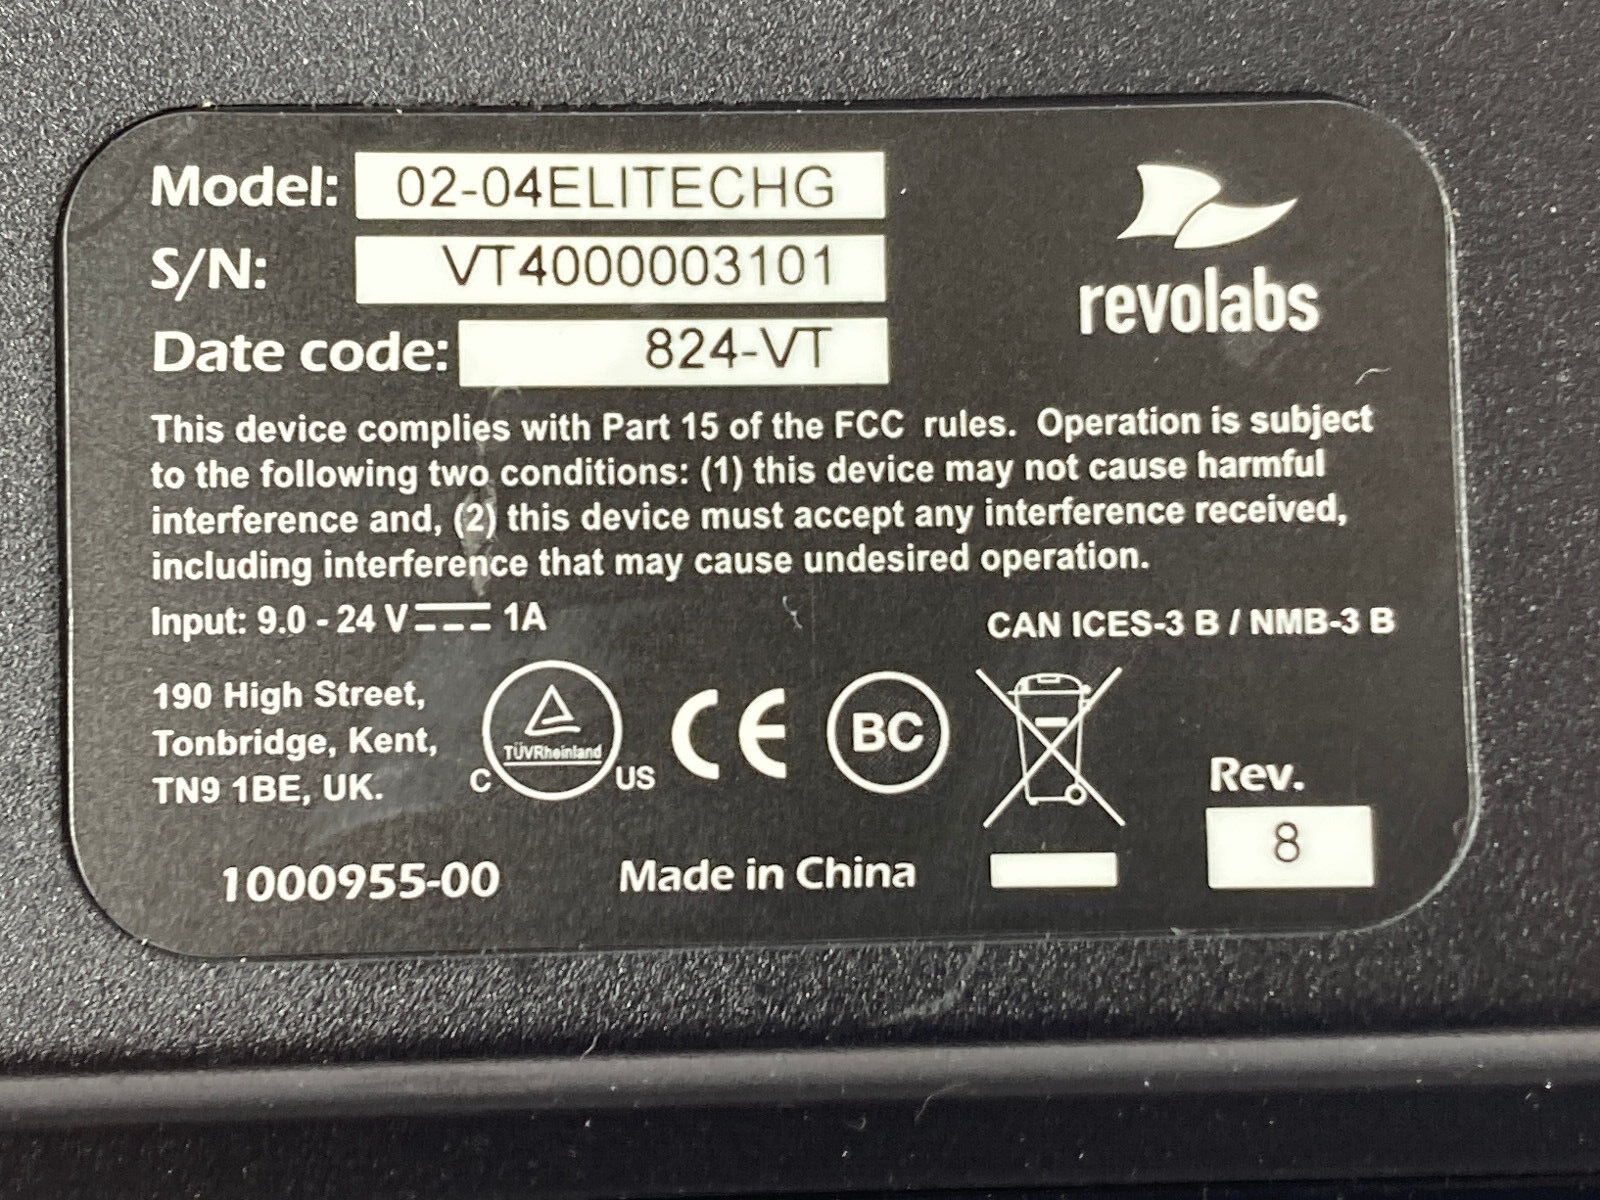 Model: 02-04ELITECHG
S/N: VT4000003101
Date code: 824-VT
revolabs
This device complies with Part 15 of the FCC rules. Operation is subject
to the following two conditions: (1) this device may not cause harmful
interference and, (2) this device must accept any interference received,
including interference that may cause undesired operation.
Input: 9.0 - 24 V 1A
CAN ICES-3 B / NMB-3 B
190 High Street,
Tonbridge, Kent,
TN9 1BE, UK.
TÜVRheinland
C US
CE
BC
Rev.
8
1000955-00
Made in China